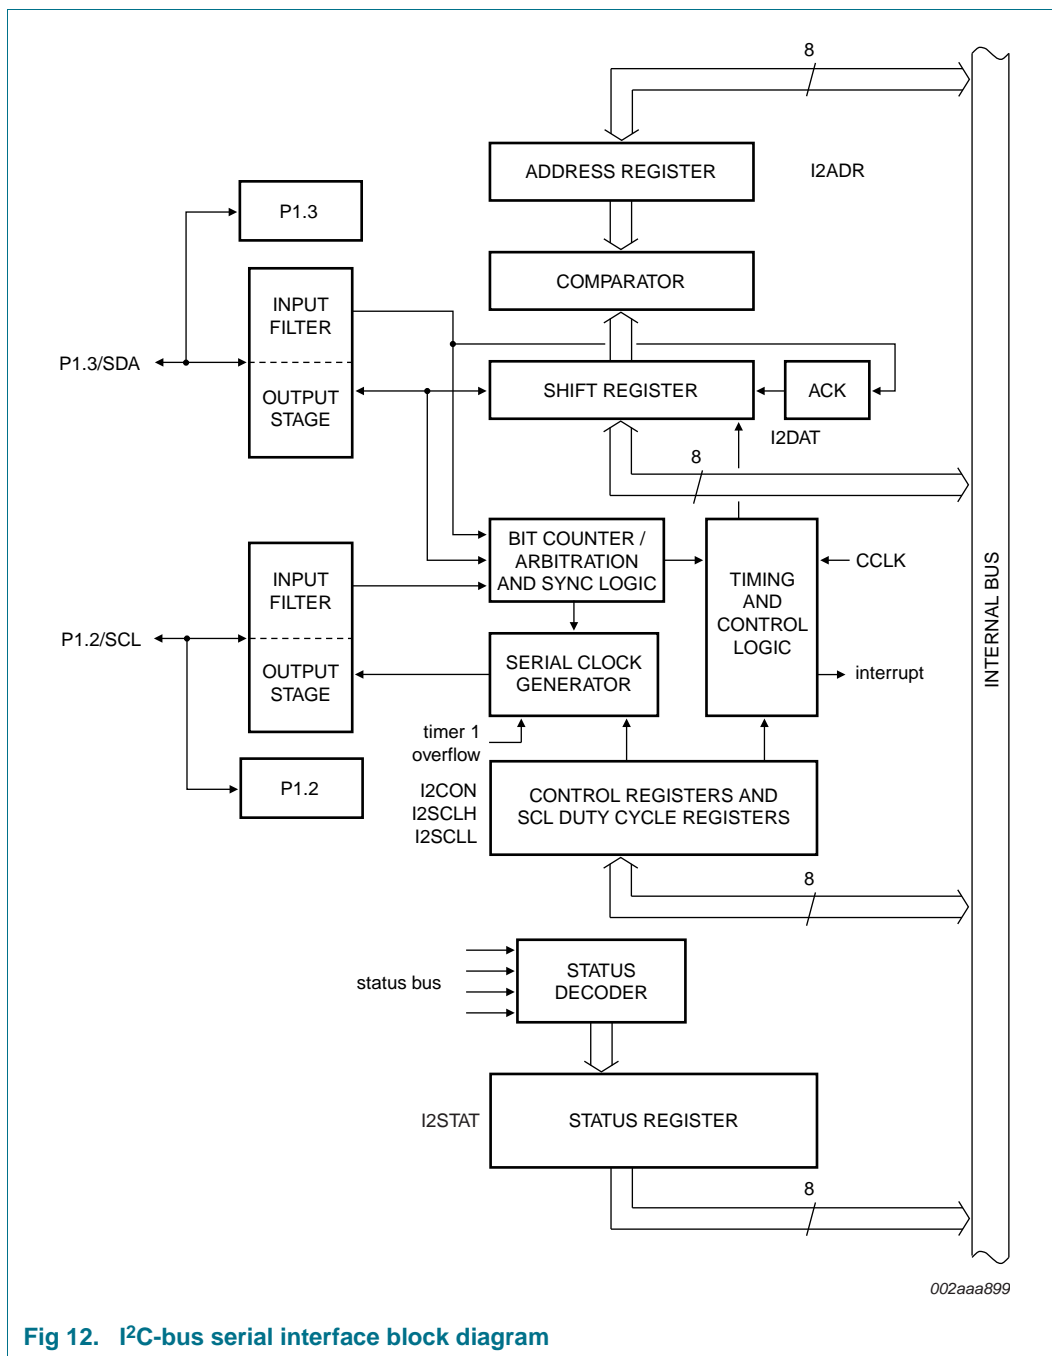 8
ADDRESS REGISTER
I2ADR
P1.3
COMPARATOR
INPUT
FILTER
P1.3/SDA
OUTPUT
STAGE
SHIFT REGISTER
ACK
I2DAT
8
BIT COUNTER /
ARBITRATION
AND SYNC LOGIC
INPUT
FILTER
TIMING
AND
CONTROL
LOGIC
CCLK
INTERNAL BUS
P1.2/SCL
OUTPUT
STAGE
SERIAL CLOCK
GENERATOR
interrupt
timer 1
overflow
P1.2
I2CON
I2SCLH
I2SCLL
CONTROL REGISTERS AND
SCL DUTY CYCLE REGISTERS
8
status bus
STATUS
DECODER
I2STAT
STATUS REGISTER
8
002aaa899
Fig 12. I²C-bus serial interface block diagram